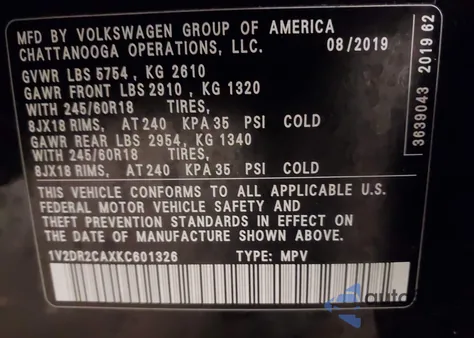 MFD BY VOLKSWAGEN GROUP OF AMERICA
CHATTANOOGA OPERATIONS, LLC. 08/2019
GVWR LBS 5754 , KG 2610
GAWR FRONT LBS 2910 , KG 1320
WITH 245/60R18 TIRES,
8JX18 RIMS, AT 240 KPA 35 PSI COLD
GAWR REAR LBS 2954, KG 1340
WITH 245/60R18 TIRES,
8JX18 RIMS, AT 240 KPA 35 PSI COLD
THIS VEHICLE CONFORMS TO ALL APPLICABLE U.S.
FEDERAL MOTOR VEHICLE SAFETY AND
THEFT PREVENTION STANDARDS IN EFFECT ON
THE DATE OF MANUFACTURE SHOWN ABOVE.
1V2DR2CAXKC601326 TYPE: MPV
3639043 2019 62